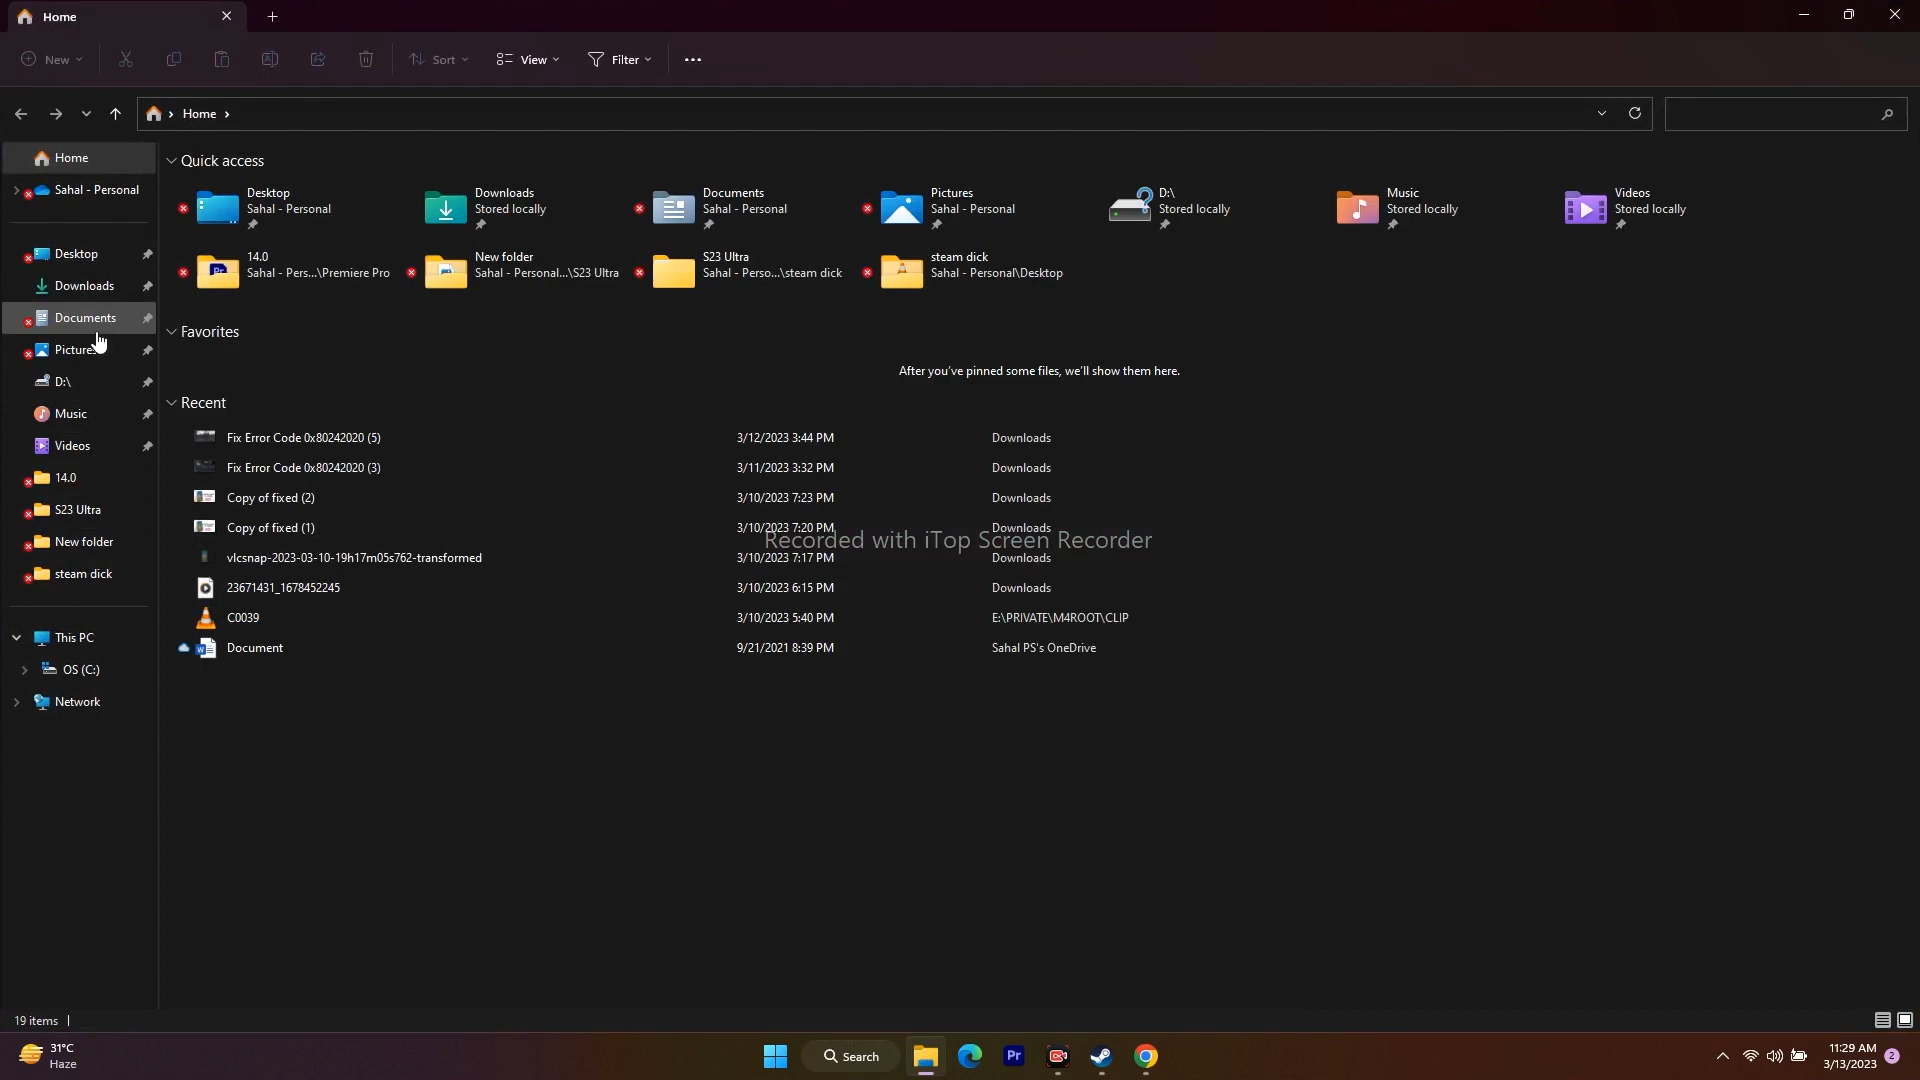 Home
New
Sort
View
Filter
Home
Home
Sahal - Personal
Desktop
Downloads
Documents
Pictures
D:\
Music
Videos
14.0
S23 Ultra
New folder
steam dick
This PC
OS (C:)
Network
Quick access
Desktop
Sahal - Personal
Downloads
Stored locally
Documents
Sahal - Personal
Pictures
Sahal - Personal
D:\
Stored locally
Music
Stored locally
Videos
Stored locally
14.0
Sahal - Pers...\Premiere Pro
New folder
Sahal - Personal...\S23 Ultra
S23 Ultra
Sahal - Perso...\steam dick
steam dick
Sahal - Personal\Desktop
Favorites
After you've pinned some files, we'll show them here.
Recent
Fix Error Code 0x80242020 (5) 3/12/2023 3:44 PM Downloads
Fix Error Code 0x80242020 (3) 3/11/2023 3:32 PM Downloads
Copy of fixed (2) 3/10/2023 7:23 PM Downloads
Copy of fixed (1) 3/10/2023 7:20 PM Downloads
Recorded with iTop Screen Recorder
vlcsnap-2023-03-10-19h17m05s762-transformed 3/10/2023 7:17 PM Downloads
23671431_1678452245 3/10/2023 6:15 PM Downloads
C0039 3/10/2023 5:40 PM E:\PRIVATE\M4ROOT\CLIP
Document 9/21/2021 8:39 PM Sahal PS's OneDrive
19 items
31°C
Haze
Search
Pr
11:29 AM
3/13/2023
2